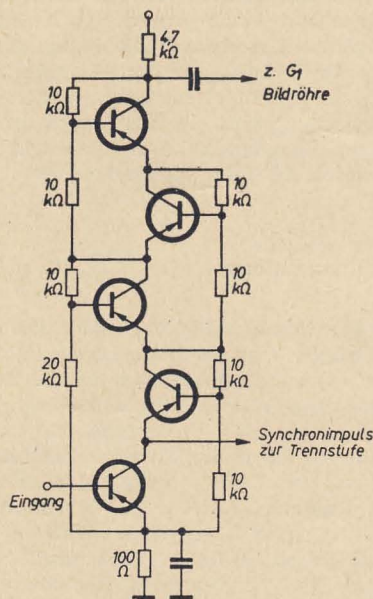 4,7
kΩ
z. G1
Bildröhre
10
kΩ
10
kΩ
10
kΩ
10
kΩ
10
kΩ
20
kΩ
10
kΩ
10
kΩ
Synchronimpuls
zur Trennstufe
Eingang
100
Ω